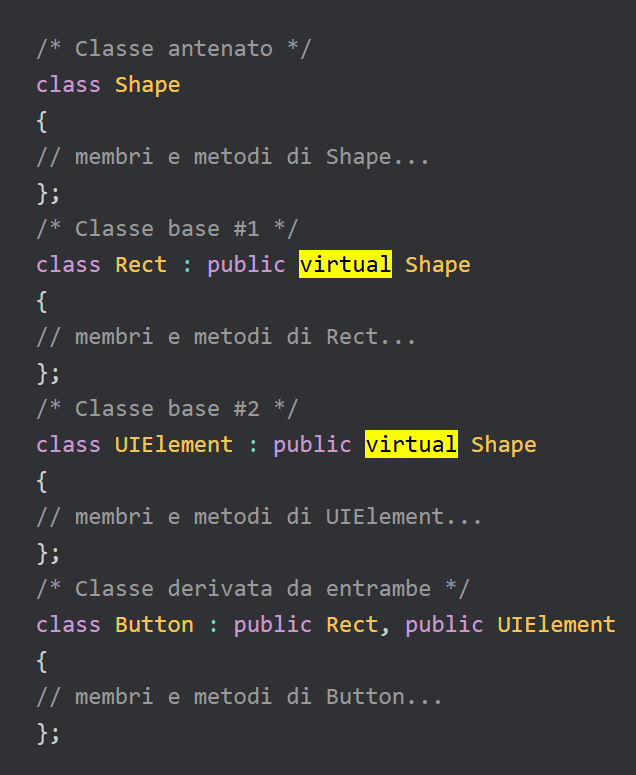 /* Classe antenato */
class Shape
{
// membri e metodi di Shape...
};
/* Classe base #1 */
class Rect : public virtual Shape
{
// membri e metodi di Rect...
};
/* Classe base #2 */
class UIElement : public virtual Shape
{
// membri e metodi di UIElement...
};
/* Classe derivata da entrambe */
class Button : public Rect, public UIElement
{
// membri e metodi di Button...
};